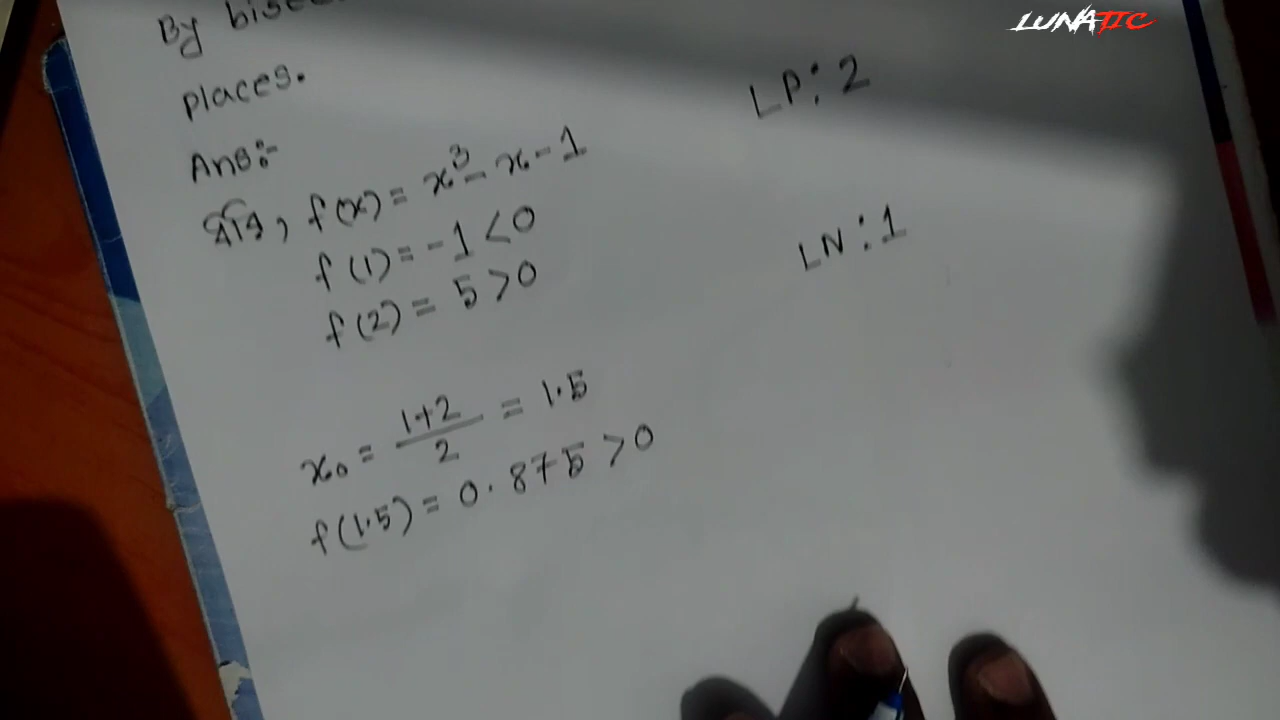 LUNATIC
By
places.
Ans:-
ধরি, f(x) = x³ - x - 1
f(1) = -1 < 0
f(2) = 5 > 0
LP: 2
LN: 1
x₀ = (1+2)/2 = 1.5
f(1.5) = 0.875 > 0